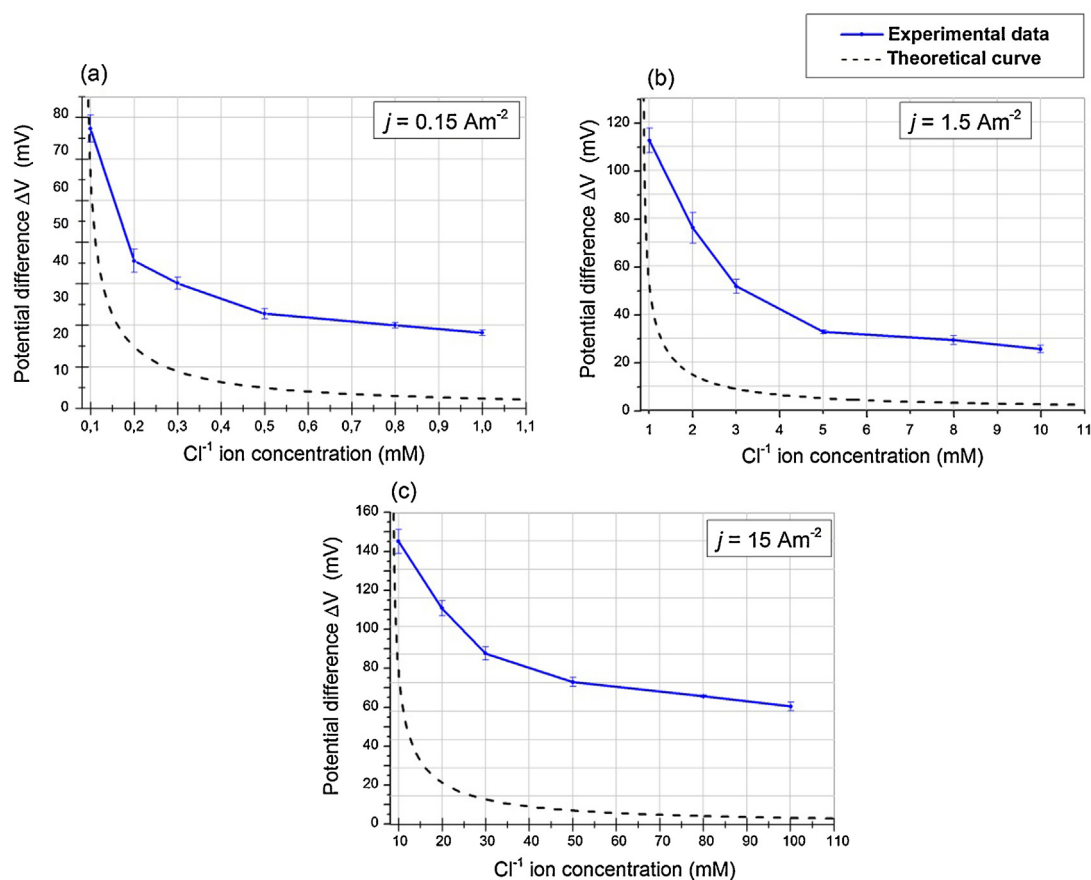 Experimental data
Theoretical curve
(a)
j = 0.15 Am⁻²
Potential difference ΔV (mV)
80
70
60
50
40
30
20
10
0
0,1 0,2 0,3 0,4 0,5 0,6 0,7 0,8 0,9 1,0 1,1
Cl⁻¹ ion concentration (mM)
(b)
j = 1.5 Am⁻²
Potential difference ΔV (mV)
120
100
80
60
40
20
0
1 2 3 4 5 6 7 8 9 10 11
Cl⁻¹ ion concentration (mM)
(c)
j = 15 Am⁻²
Potential difference ΔV (mV)
160
140
120
100
80
60
40
20
0
10 20 30 40 50 60 70 80 90 100 110
Cl⁻¹ ion concentration (mM)